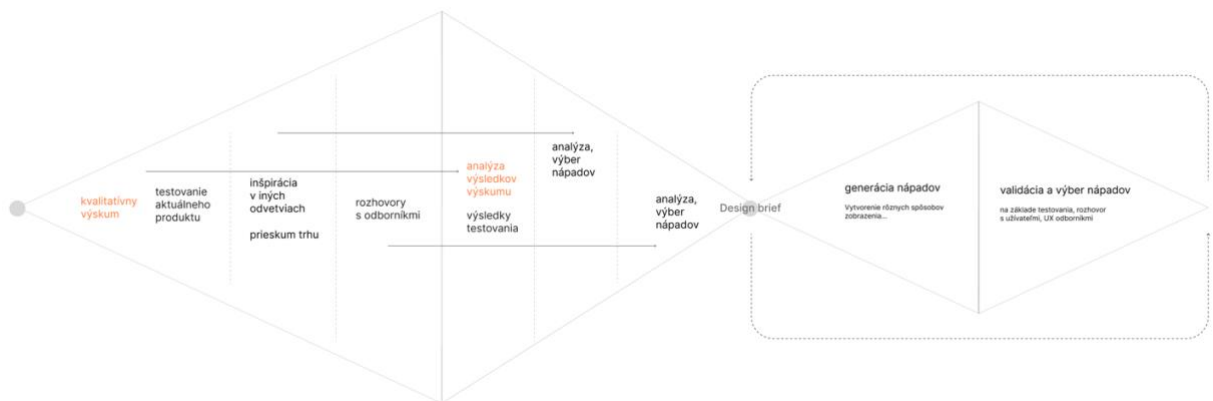 kvalitatívny
výskum
testovanie
aktuálneho
produktu
inšpirácia
v iných
odvetviach
prieskum trhu
rozhovory
s odborníkmi
analýza
výsledkov
výskumu
výsledky
testovania
analýza,
výber
nápadov
analýza,
výber
nápadov
Design brief
generácia nápadov
Vytvorenie rôznych spôsobov
zobrazenia...
validácia a výber nápadov
na základe testovania, rozhovor
s užívateľmi, UX odborníkmi